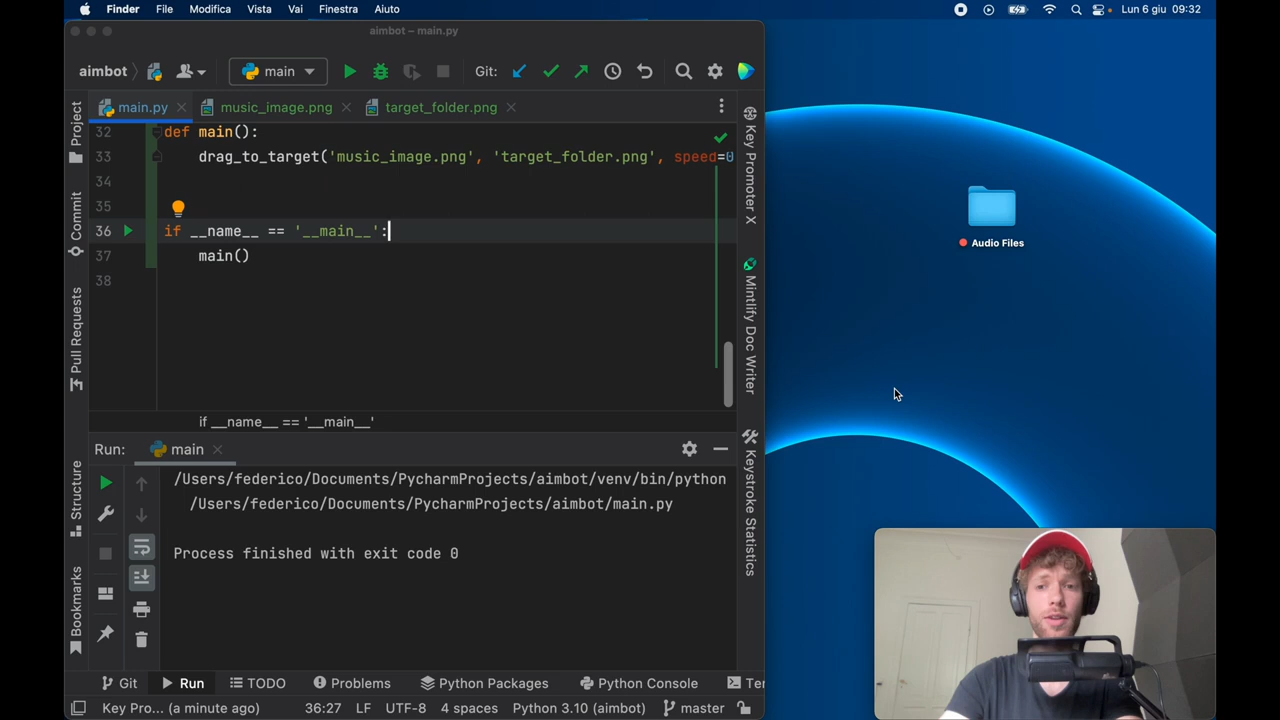 Finder File Modifica Vista Vai Finestra Aiuto Lun 6 giu 09:32
aimbot – main.py
aimbot main Git:
main.py music_image.png target_folder.png
32 def main():
33 drag_to_target('music_image.png', 'target_folder.png', speed=0
34
35
36 if __name__ == '__main__':
37 main()
38
if __name__ == '__main__'
Project
Commit
Pull Requests
Structure
Bookmarks
Key Promoter X
Mintlify Doc Writer
Keystroke Statistics
Audio Files
Run: main
/Users/federico/Documents/PycharmProjects/aimbot/venv/bin/python
/Users/federico/Documents/PycharmProjects/aimbot/main.py
Process finished with exit code 0
Git Run TODO Problems Python Packages Python Console Ter
Key Pro... (a minute ago) 36:27 LF UTF-8 4 spaces Python 3.10 (aimbot) master